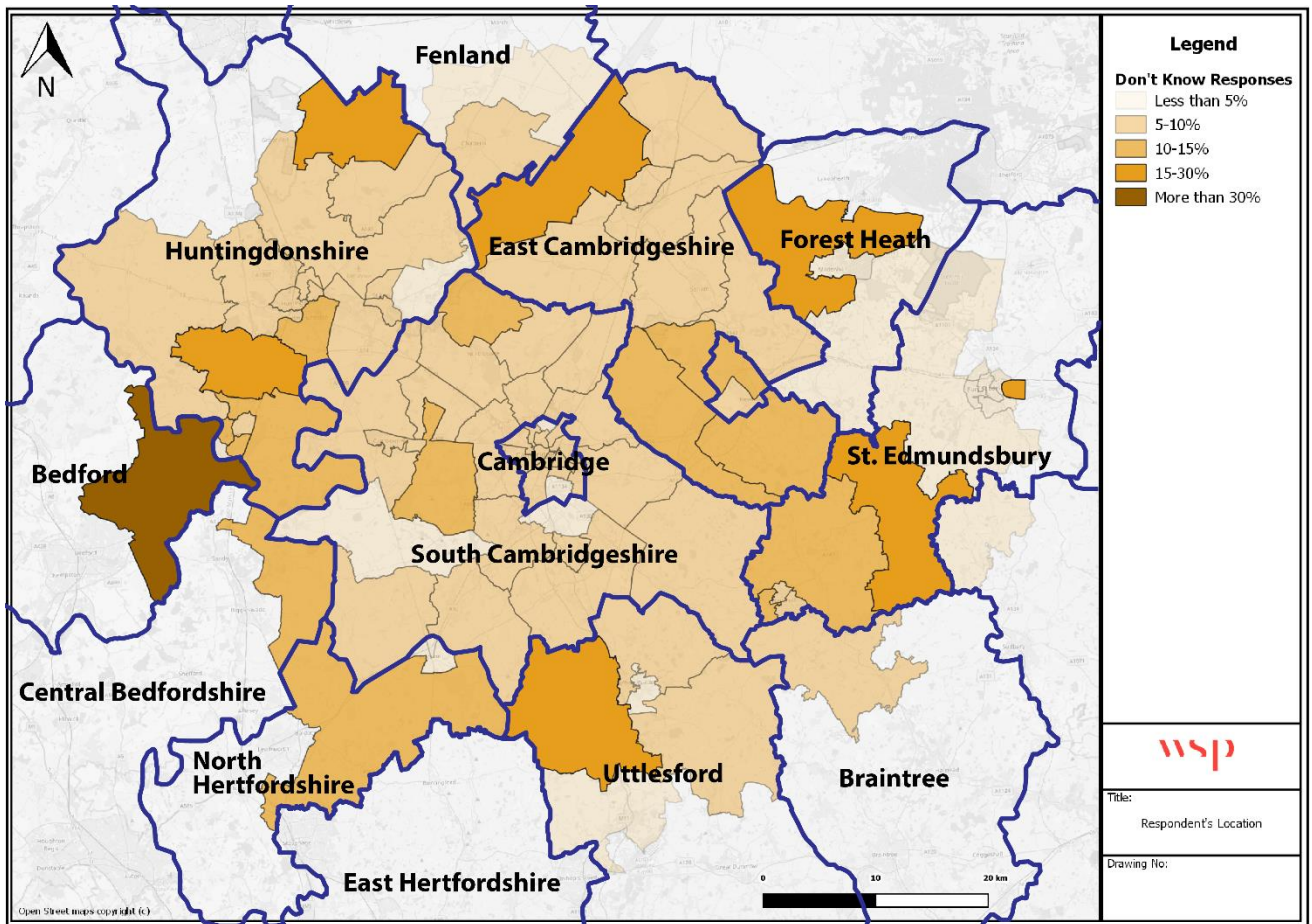 N
Fenland
Huntingdonshire
East Cambridgeshire
Forest Heath
Bedford
Cambridge
St. Edmundsbury
South Cambridgeshire
Central Bedfordshire
North
Hertfordshire
Uttlesford
Braintree
East Hertfordshire
0
10
20 km
Open Street maps copyright (c)
Legend
Don't Know Responses
Less than 5%
5-10%
10-15%
15-30%
More than 30%
wsp
Title:
Respondent's Location
Drawing No: